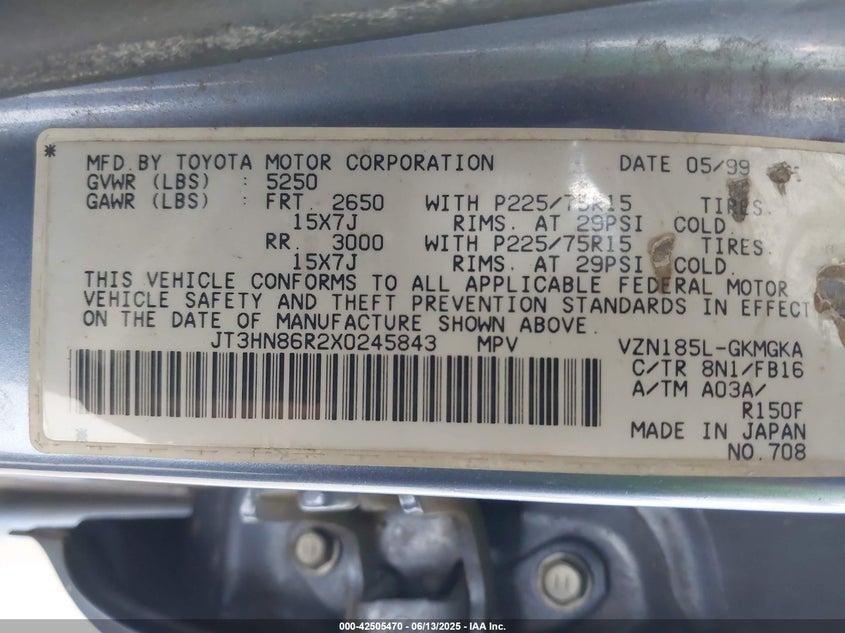 * MFD.BY TOYOTA MOTOR CORPORATION DATE 05/99
GVWR (LBS) : 5250
GAWR (LBS) : FRT. 2650 WITH P225/75R15 TIRES.
15X7J RIMS. AT 29PSI COLD.
RR. 3000 WITH P225/75R15 TIRES.
15X7J RIMS. AT 29PSI COLD.
THIS VEHICLE CONFORMS TO ALL APPLICABLE FEDERAL MOTOR
VEHICLE SAFETY AND THEFT PREVENTION STANDARDS IN EFFECT
ON THE DATE OF MANUFACTURE SHOWN ABOVE.
JT3HN86R2X0245843 MPV VZN185L-GKMGKA
C/TR 8N1/FB16
A/TM A03A/
R150F
MADE IN JAPAN
NO.708
000-42505470 - 06/13/2025 - IAA Inc.